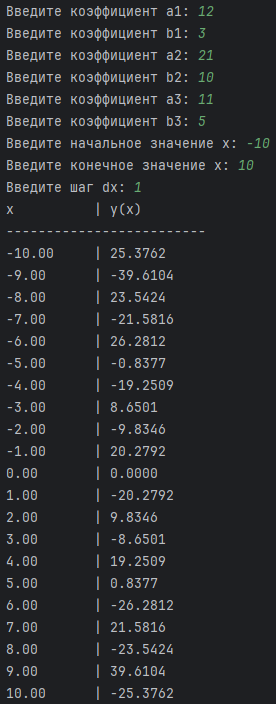 Введите коэффициент a1: 12
Введите коэффициент b1: 3
Введите коэффициент a2: 21
Введите коэффициент b2: 10
Введите коэффициент a3: 11
Введите коэффициент b3: 5
Введите начальное значение x: -10
Введите конечное значение x: 10
Введите шаг dx: 1
x          | y(x)
-------------------------
-10.00     | 25.3762
-9.00      | -39.6104
-8.00      | 23.5424
-7.00      | -21.5816
-6.00      | 26.2812
-5.00      | -0.8377
-4.00      | -19.2509
-3.00      | 8.6501
-2.00      | -9.8346
-1.00      | 20.2792
0.00       | 0.0000
1.00       | -20.2792
2.00       | 9.8346
3.00       | -8.6501
4.00       | 19.2509
5.00       | 0.8377
6.00       | -26.2812
7.00       | 21.5816
8.00       | -23.5424
9.00       | 39.6104
10.00      | -25.3762